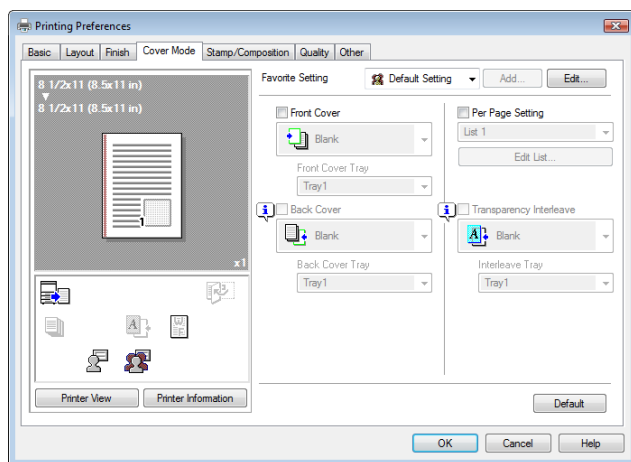 Printing Preferences
Basic Layout Finish Cover Mode Stamp/Composition Quality Other
8 1/2x11 (8.5x11 in)
8 1/2x11 (8.5x11 in)
1
x1
Printer View Printer Information
Favorite Setting Default Setting Add... Edit...
Front Cover
Blank
Front Cover Tray
Tray1
Back Cover
Blank
Back Cover Tray
Tray1
Per Page Setting
List 1
Edit List...
Transparency Interleave
A Blank
Interleave Tray
Tray1
Default
OK Cancel Help